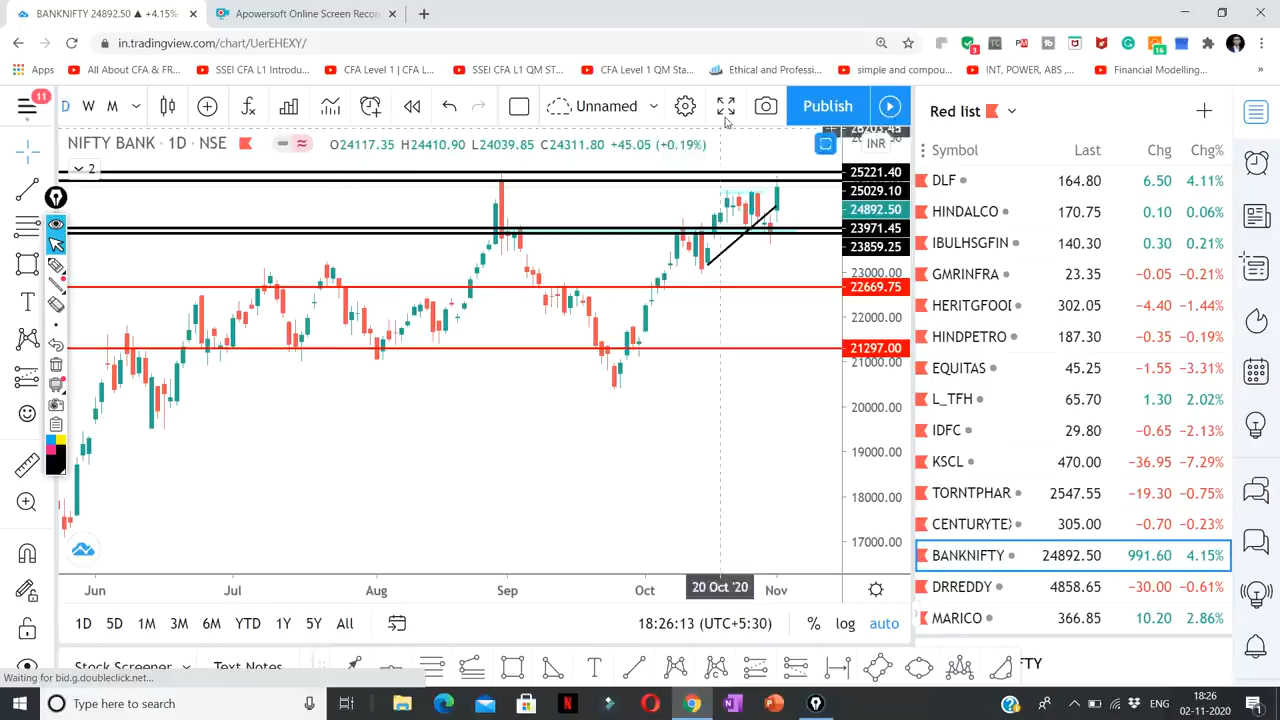 BANKNIFTY 24892.50 ▲ +4.15%
Apowersoft Online Screen Recor
in.tradingview.com/chart/UerEHEXY/
3
16
Apps
All About CFA & FR...
SSEI CFA L1 Introdu...
CFA Level 1 | CFA L...
SSEI CFA L1 QM ST...
CFA Level 1 QM Sta...
Ethical and Professi...
simple and compou...
INT, POWER, ABS ,...
Financial Modelling...
11
D W M
Unnamed
Publish
Red list
NIFTY BANK · 1D · NSE
O24117.35 H24410.90 L24039.85 C24311.80 +45.05 (+0.19%)
26203.45
INR
2
Symbol Last Chg Chg%
DLF 164.80 6.50 4.11%
HINDALCO 170.75 0.10 0.06%
IBULHSGFIN 140.30 0.30 0.21%
GMRINFRA 23.35 -0.05 -0.21%
HERITGFOO 302.05 -4.40 -1.44%
HINDPETRO 187.30 -0.35 -0.19%
EQUITAS 45.25 -1.55 -3.31%
L_TFH 65.70 1.30 2.02%
IDFC 29.80 -0.65 -2.13%
KSCL 470.00 -36.95 -7.29%
TORNTPHAR 2547.55 -19.30 -0.75%
CENTURYTEX 305.00 -0.70 -0.23%
BANKNIFTY 24892.50 991.60 4.15%
DRREDDY 4858.65 -30.00 -0.61%
MARICO 366.85 10.20 2.86%
25221.40
25029.10
24892.50
23971.45
23859.25
23000.00
22669.75
22000.00
21297.00
21000.00
20000.00
19000.00
18000.00
17000.00
Jun Jul Aug Sep Oct 20 Oct '20 Nov
1D 5D 1M 3M 6M YTD 1Y 5Y All
18:26:13 (UTC+5:30)
% log auto
Stock Screener
Text Notes
FTY
Waiting for bid.g.doubleclick.net...
Type here to search
ENG
18:26
02-11-2020
1